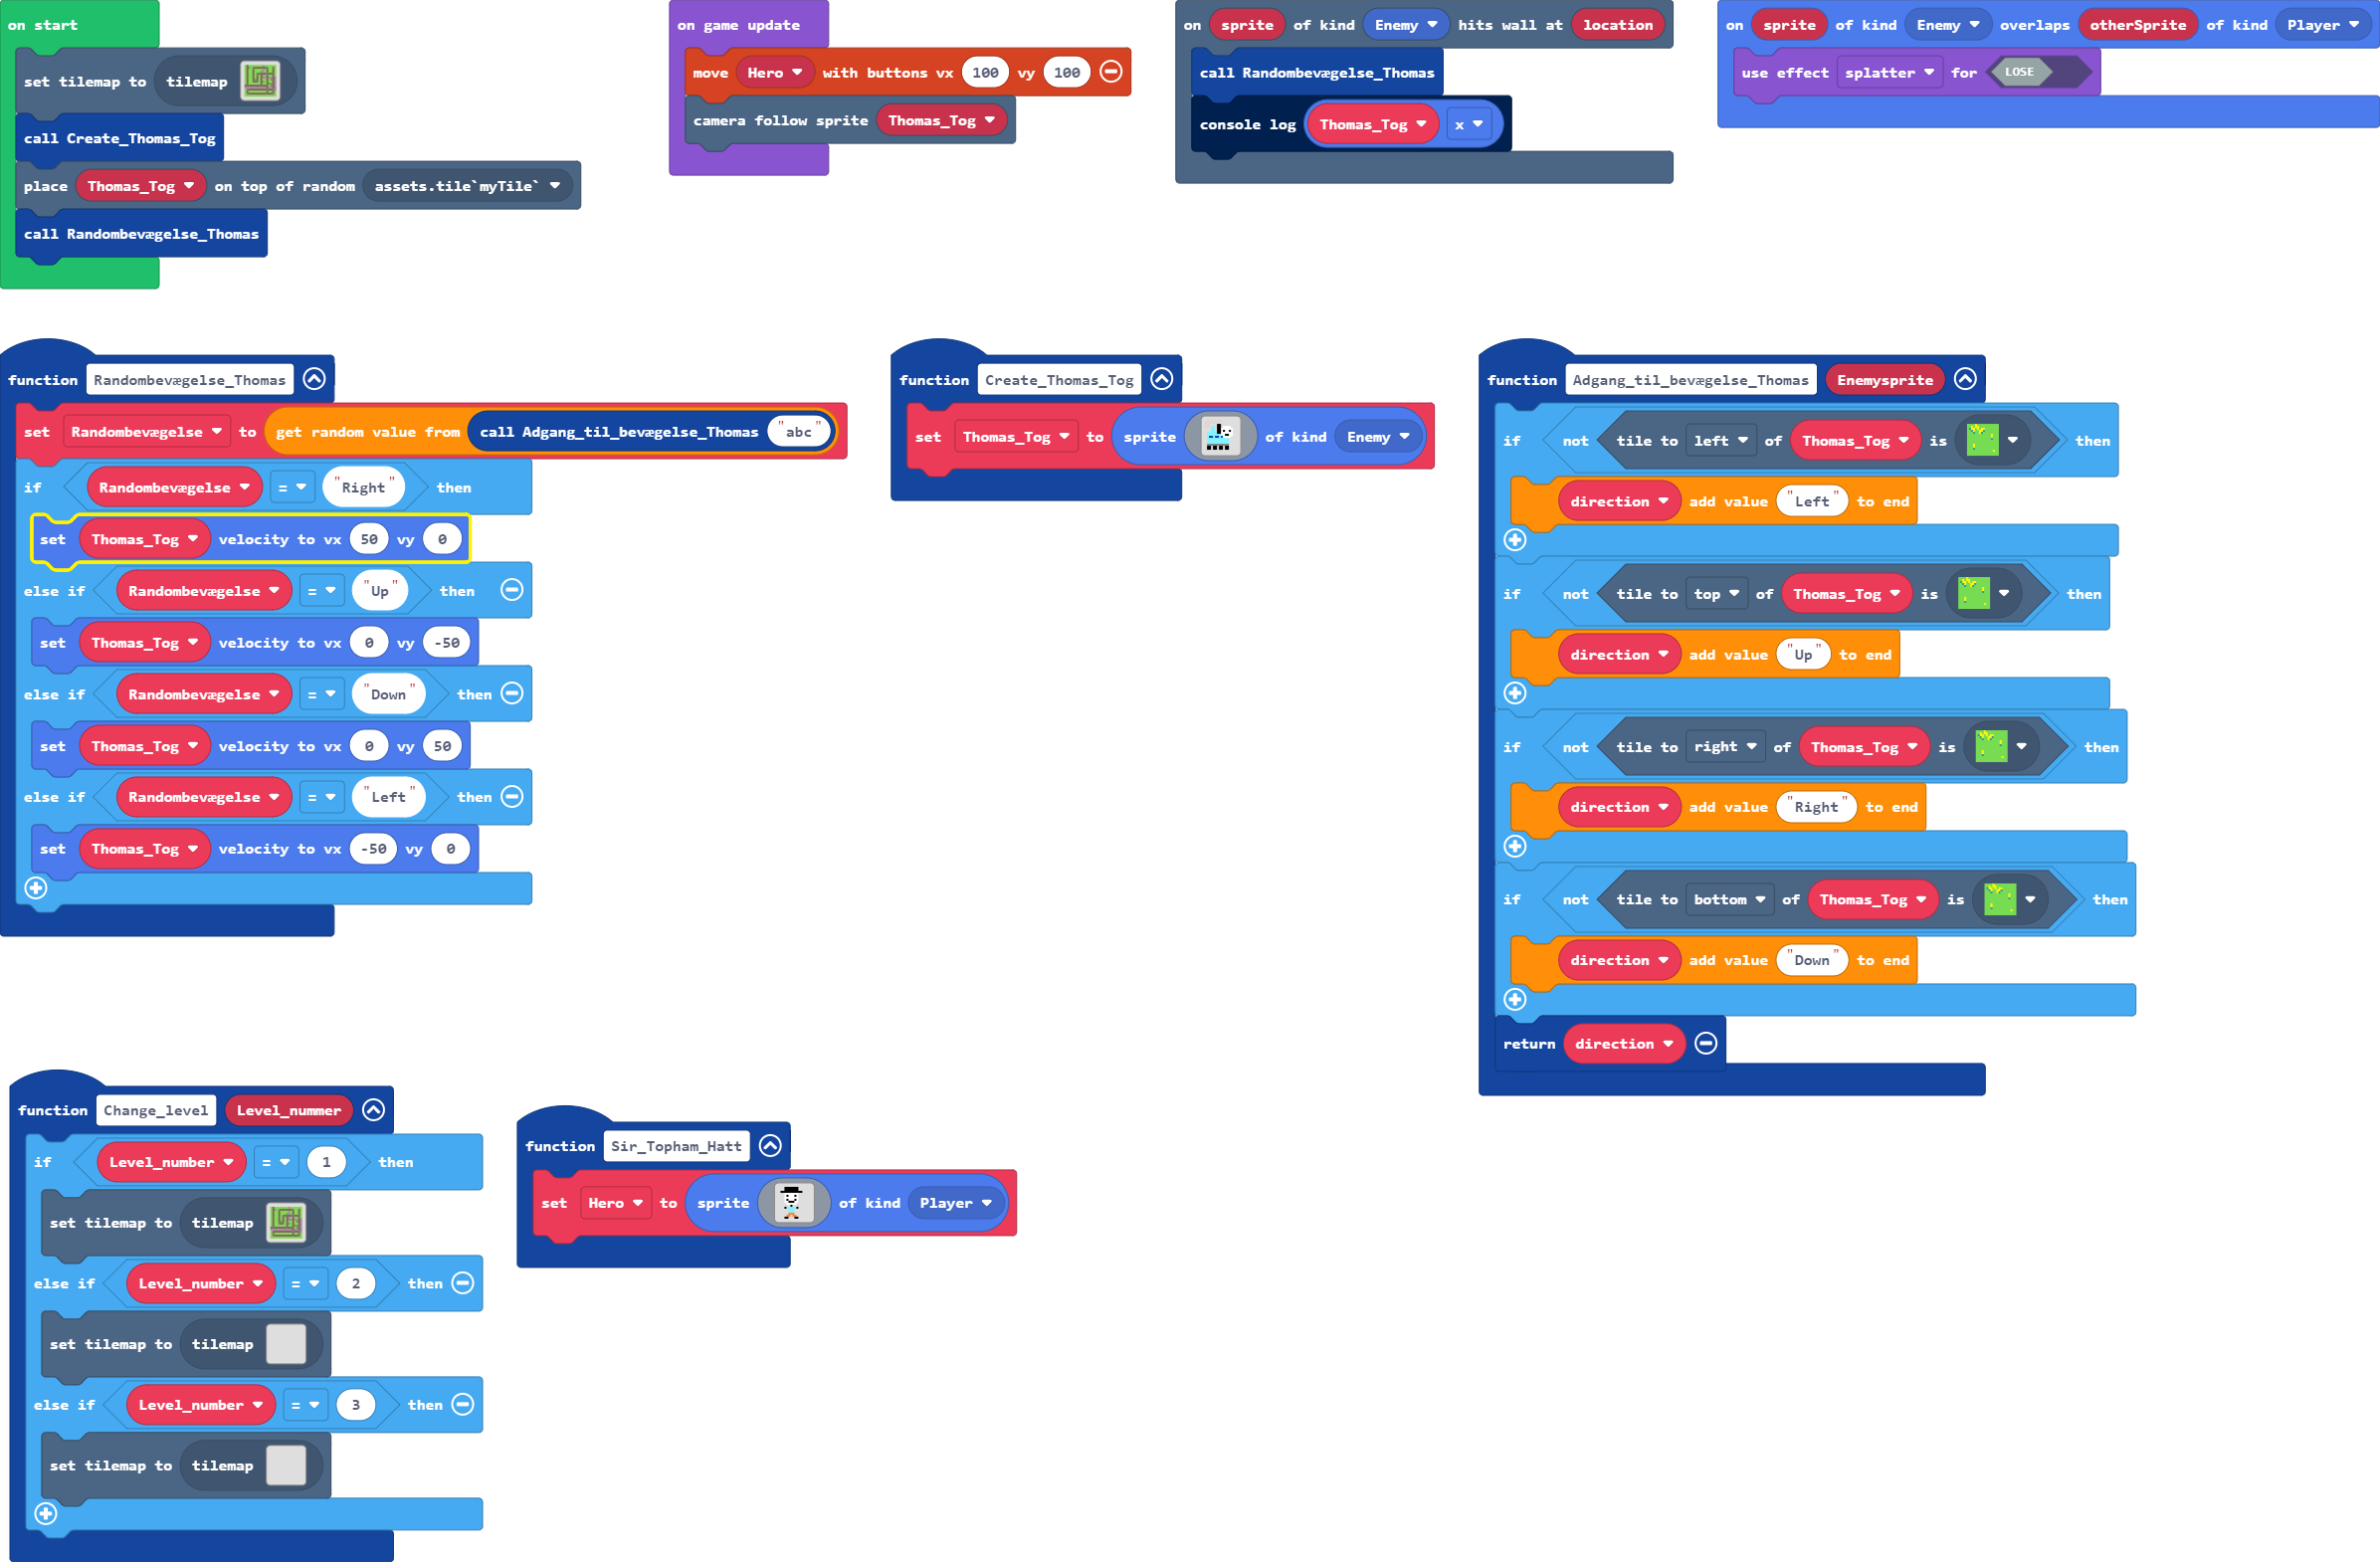 on start
set tilemap to tilemap
call Create_Thomas_Tog
place Thomas_Tog on top of random assets.tile`myTile`
call Randombevægelse_Thomas
on game update
move Hero with buttons vx 100 vy 100
camera follow sprite Thomas_Tog
on sprite of kind Enemy hits wall at location
call Randombevægelse_Thomas
console log Thomas_Tog x
on sprite of kind Enemy overlaps otherSprite of kind Player
use effect splatter for LOSE
function Randombevægelse_Thomas
set Randombevægelse to get random value from call Adgang_til_bevægelse_Thomas "abc"
if Randombevægelse = "Right" then
set Thomas_Tog velocity to vx 50 vy 0
else if Randombevægelse = "Up" then
set Thomas_Tog velocity to vx 0 vy -50
else if Randombevægelse = "Down" then
set Thomas_Tog velocity to vx 0 vy 50
else if Randombevægelse = "Left" then
set Thomas_Tog velocity to vx -50 vy 0
function Create_Thomas_Tog
set Thomas_Tog to sprite of kind Enemy
function Adgang_til_bevægelse_Thomas Enemysprite
if not tile to left of Thomas_Tog is then
direction add value "Left" to end
if not tile to top of Thomas_Tog is then
direction add value "Up" to end
if not tile to right of Thomas_Tog is then
direction add value "Right" to end
if not tile to bottom of Thomas_Tog is then
direction add value "Down" to end
return direction
function Change_level Level_nummer
if Level_number = 1 then
set tilemap to tilemap
else if Level_number = 2 then
set tilemap to tilemap
else if Level_number = 3 then
set tilemap to tilemap
function Sir_Topham_Hatt
set Hero to sprite of kind Player